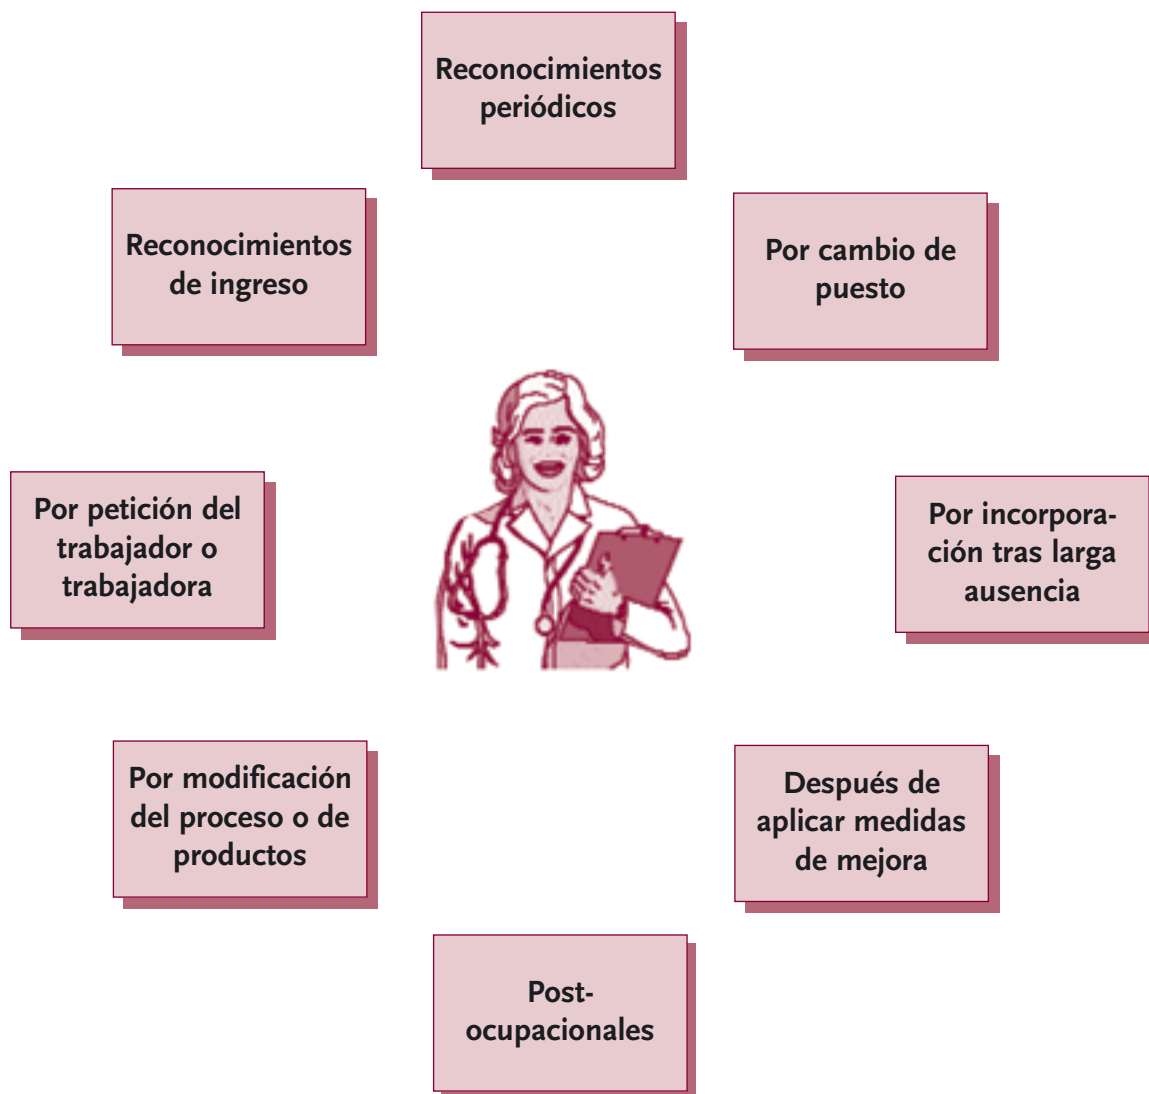 Reconocimientos
periódicos
Reconocimientos
de ingreso
Por cambio de
puesto
Por petición del
trabajador o
trabajadora
Por incorpora-
ción tras larga
ausencia
Por modificación
del proceso o de
productos
Después de
aplicar medidas
de mejora
Post-
ocupacionales